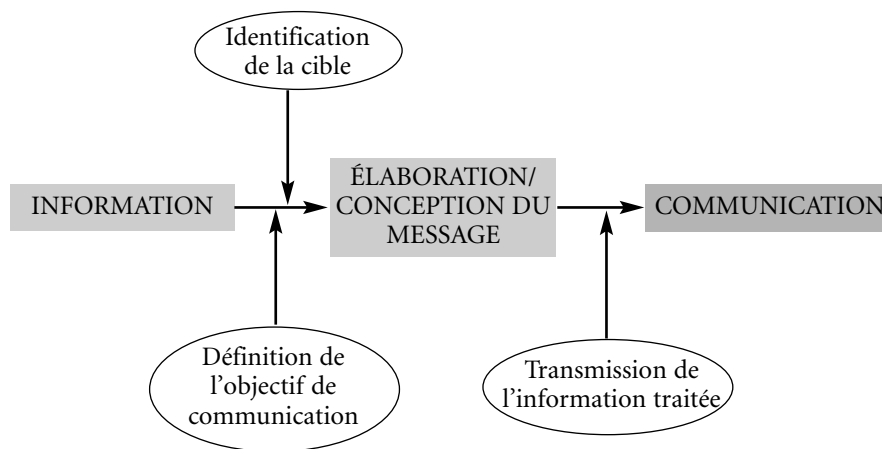 Identification
de la cible
INFORMATION
ÉLABORATION/
CONCEPTION DU
MESSAGE
COMMUNICATION
Définition de
l’objectif de
communication
Transmission de
l’information traitée